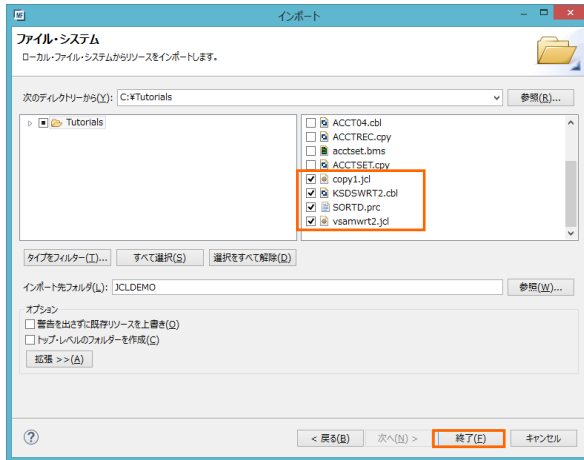 インポート
ファイル・システム
ローカル・ファイル・システムからリソースをインポートします。
次のディレクトリーから(Y): C:¥Tutorials 参照(R)...
Tutorials
ACCT04.cbl
ACCTREC.cpy
acctset.bms
ACCTSET.cpy
copy1.jcl
KSDSWRT2.cbl
SORTD.prc
vsamwrt2.jcl
タイプをフィルター(T)... すべて選択(S) 選択をすべて解除(D)
インポート先フォルダ(L): JCLDEMO 参照(W)...
オプション
警告を出さずに既存リソースを上書き(O)
トップ・レベルのフォルダーを作成(C)
拡張 >>(A)
< 戻る(B) 次へ(N) > 終了(F) キャンセル